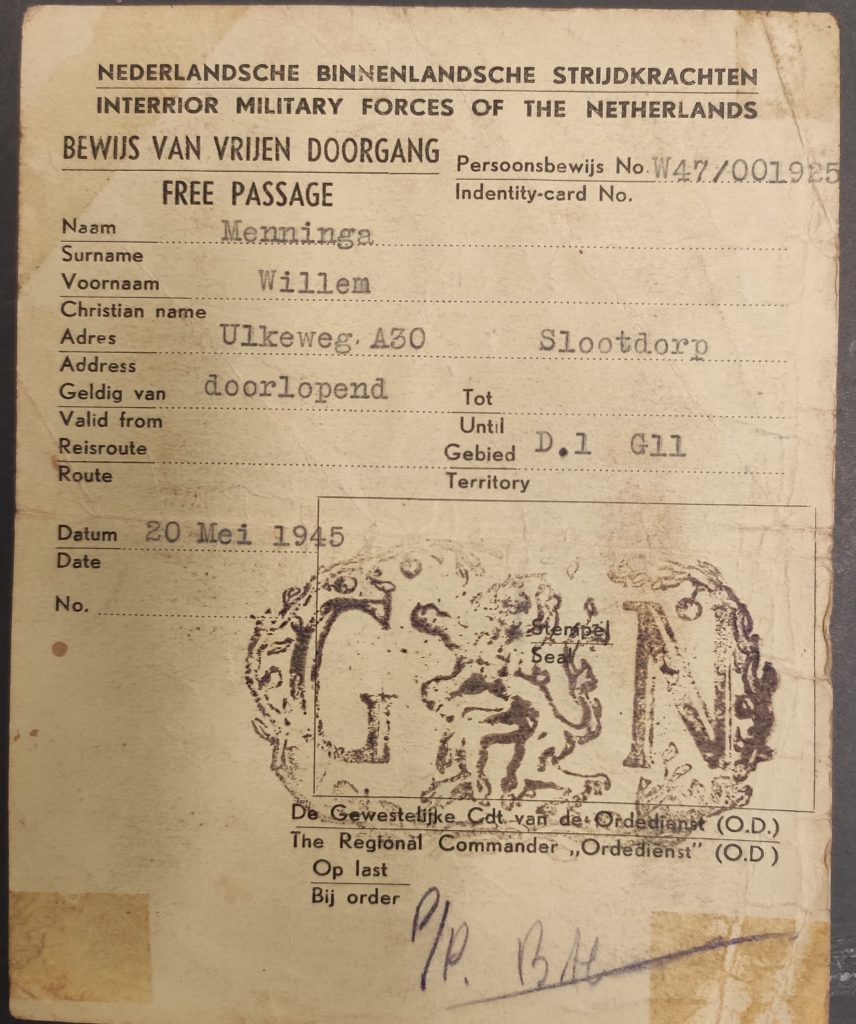 NEDERLANDSCHE BINNENLANDSCHE STRIJDKRACHTEN
INTERRIOR MILITARY FORCES OF THE NETHERLANDS
BEWIJS VAN VRIJEN DOORGANG
FREE PASSAGE
Persoonsbewijs No. W47/001925
Indentity-card No.
Naam Menninga
Surname
Voornaam Willem
Christian name
Adres Ulkeweg A30 Slootdorp
Address
Geldig van doorlopend Tot
Valid from Until
Reisroute Gebied D.1 G11
Route Territory
Datum 20 Mei 1945
Date
No.
G N
Stempel
Seal
De Gewestelijke Cdt van de Ordedienst (O.D.)
The Regional Commander „Ordedienst" (O.D )
Op last
Bij order